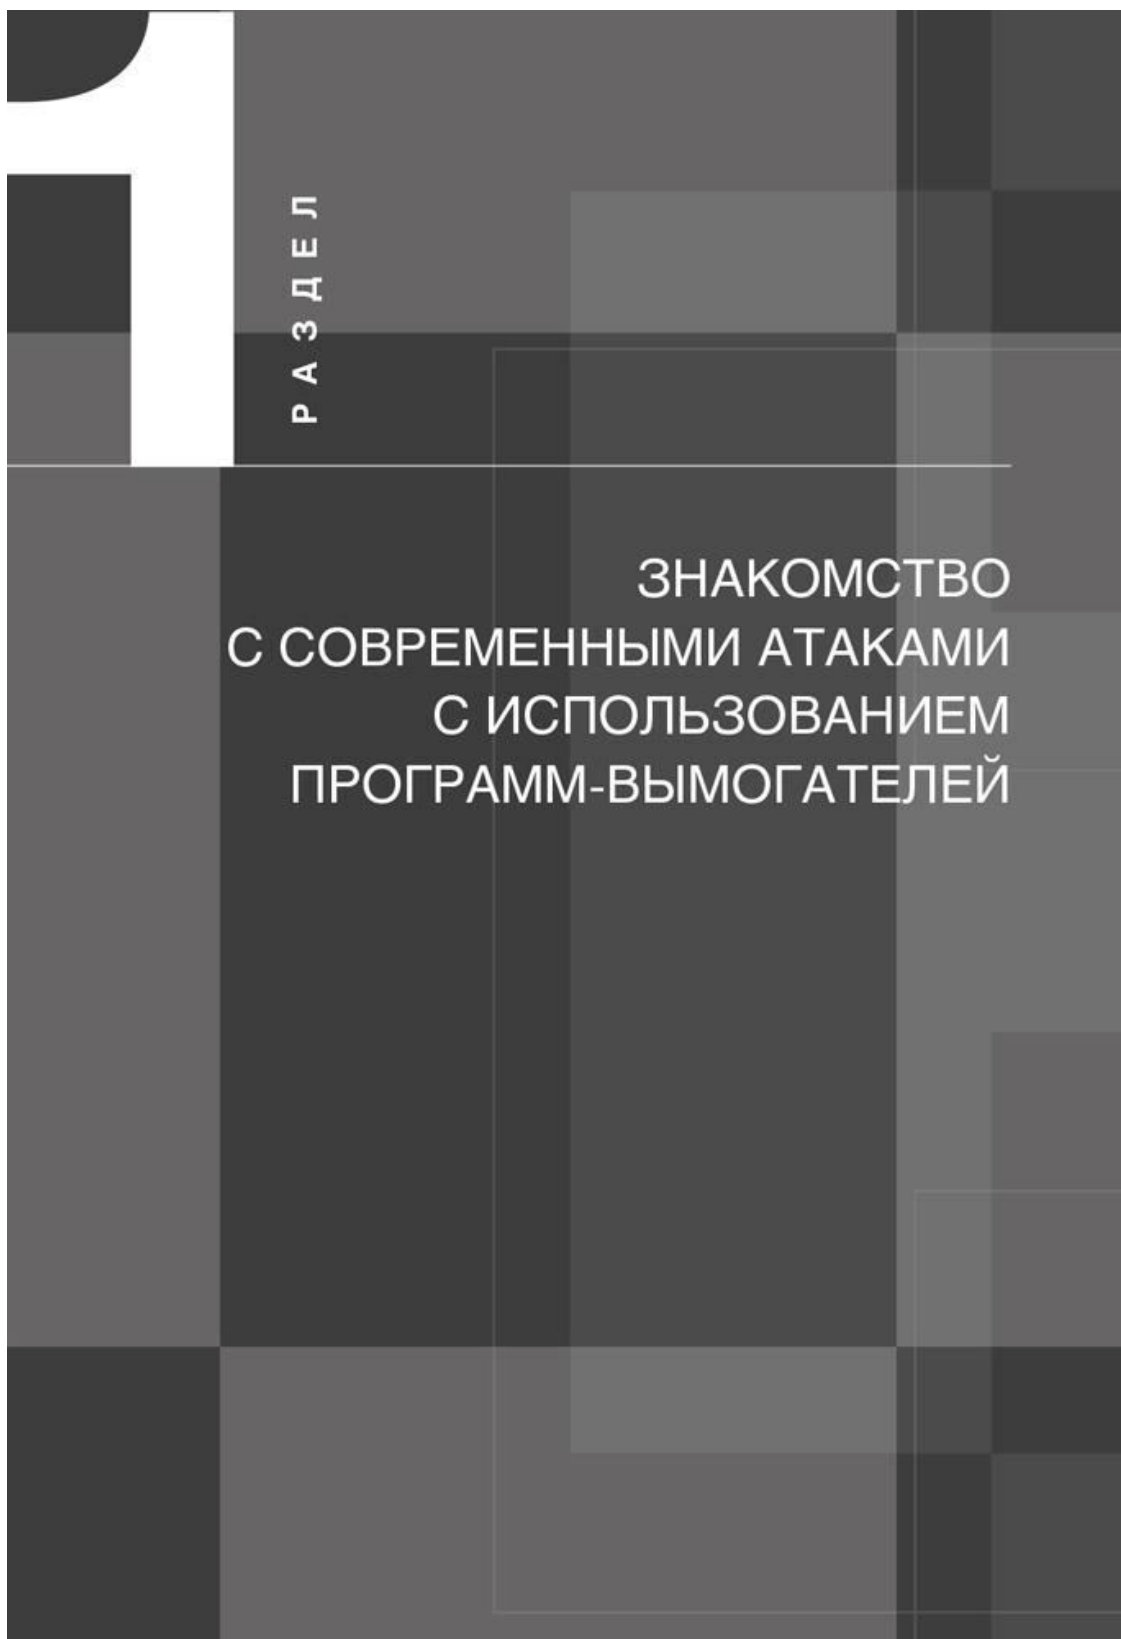 1
РАЗДЕЛ
ЗНАКОМСТВО
С СОВРЕМЕННЫМИ АТАКАМИ
С ИСПОЛЬЗОВАНИЕМ
ПРОГРАММ-ВЫМОГАТЕЛЕЙ